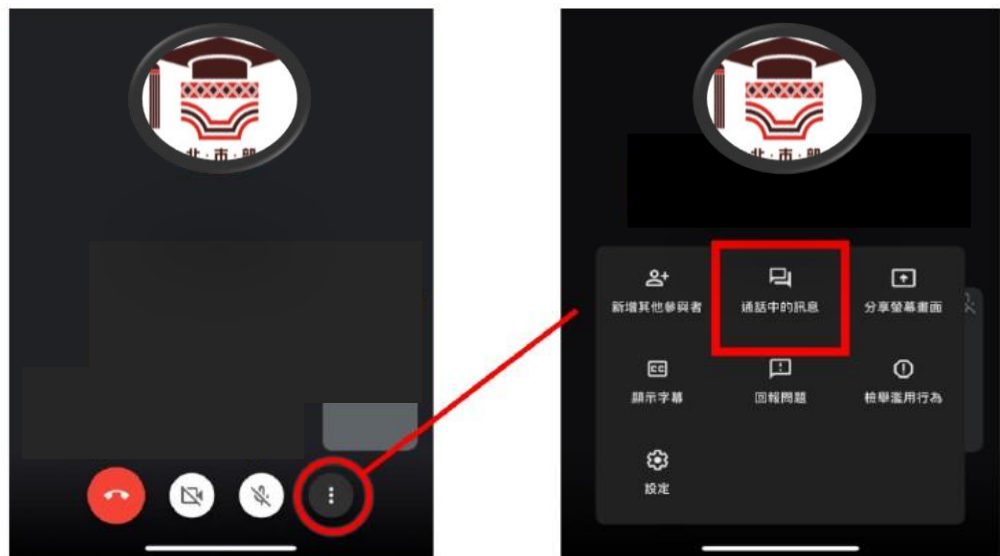 北·市·
北·市·
新增其他參與者
通話中的訊息
分享螢幕畫面
CC
顯示字幕
回報問題
檢舉濫用行為
設定